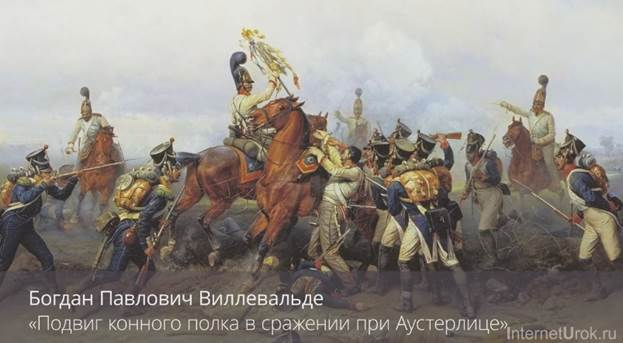 Богдан Павлович Виллевальде
«Подвиг конного полка в сражении при Аустерлице»
InternetUrok.ru